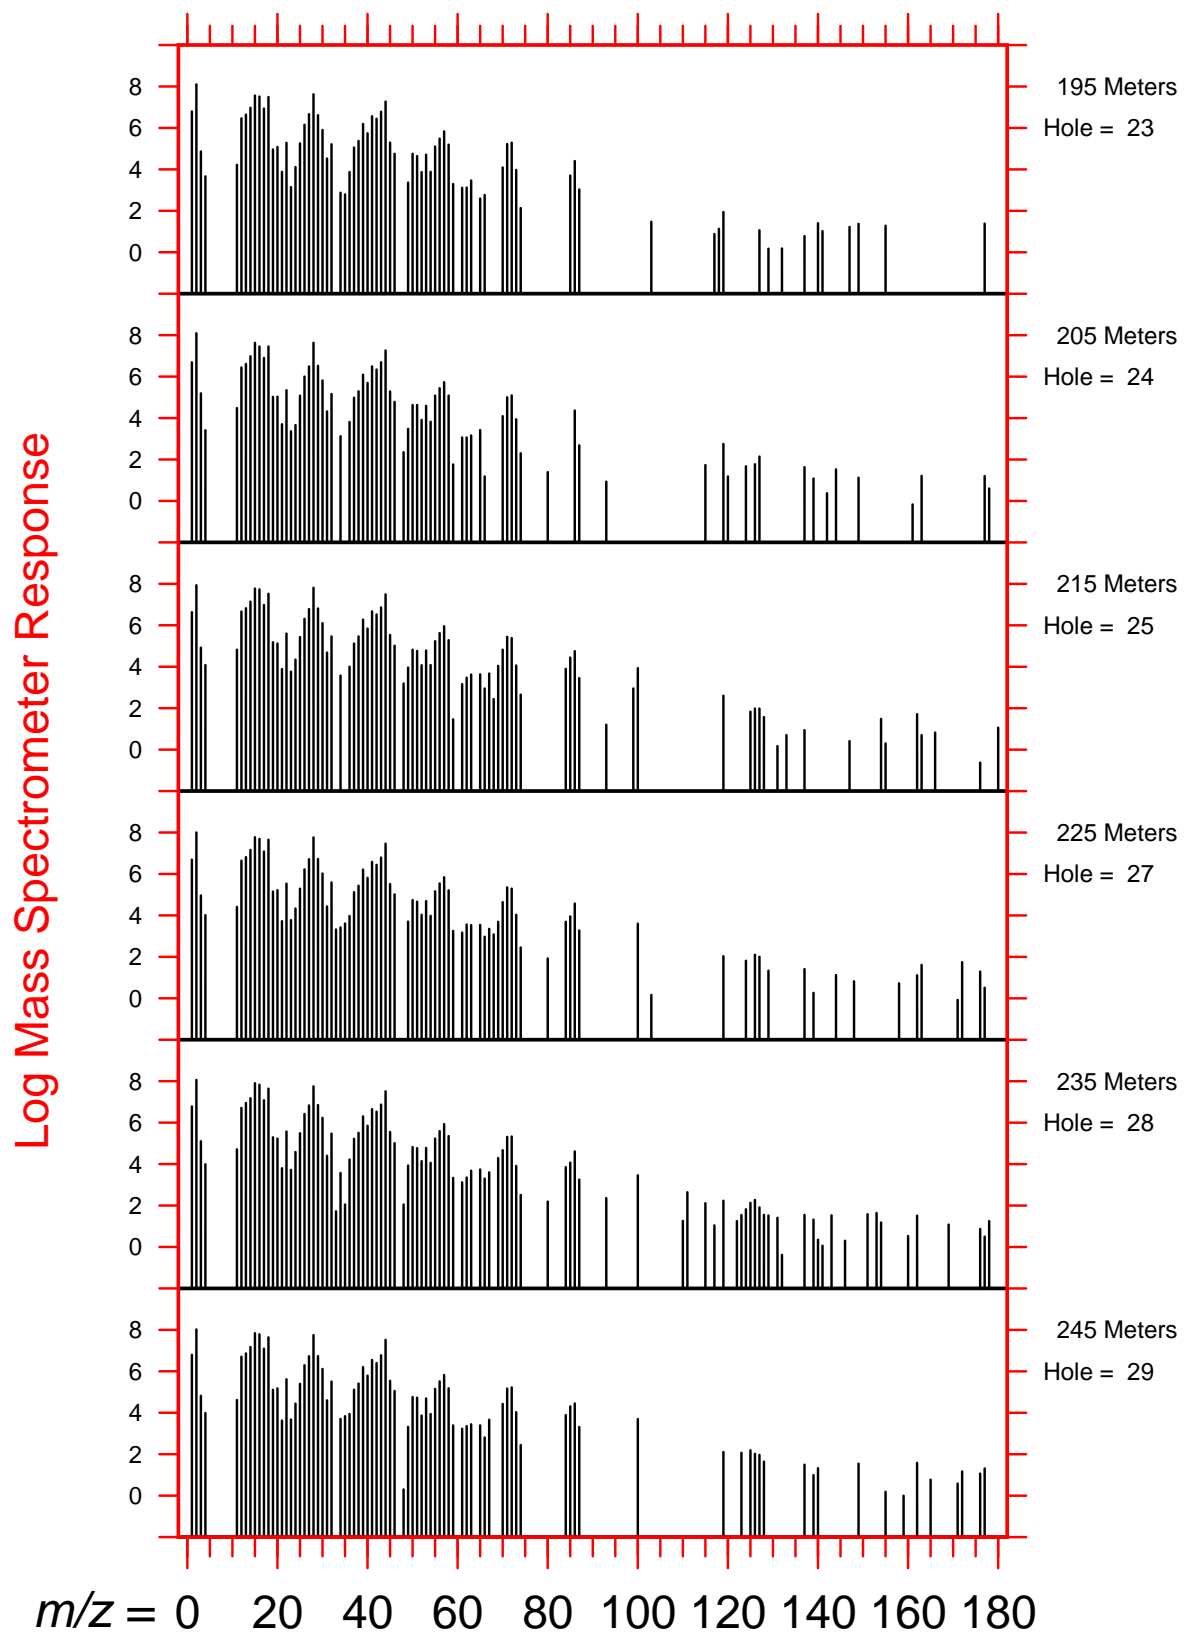 8
6
4
2
0
195 Meters
Hole = 23
8
6
4
2
0
205 Meters
Hole = 24
8
6
4
2
0
215 Meters
Hole = 25
8
6
4
2
0
225 Meters
Hole = 27
8
6
4
2
0
235 Meters
Hole = 28
8
6
4
2
0
245 Meters
Hole = 29
Log Mass Spectrometer Response
m/z = 0 20 40 60 80 100 120 140 160 180